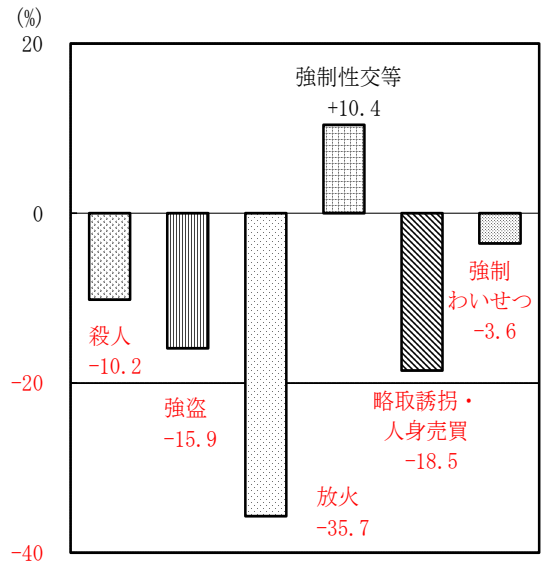 (%)
20
強制性交等
+10.4
0
殺人
-10.2
強盗
-15.9
放火
-35.7
略取誘拐・
人身売買
-18.5
強制
わいせつ
-3.6
-20
-40